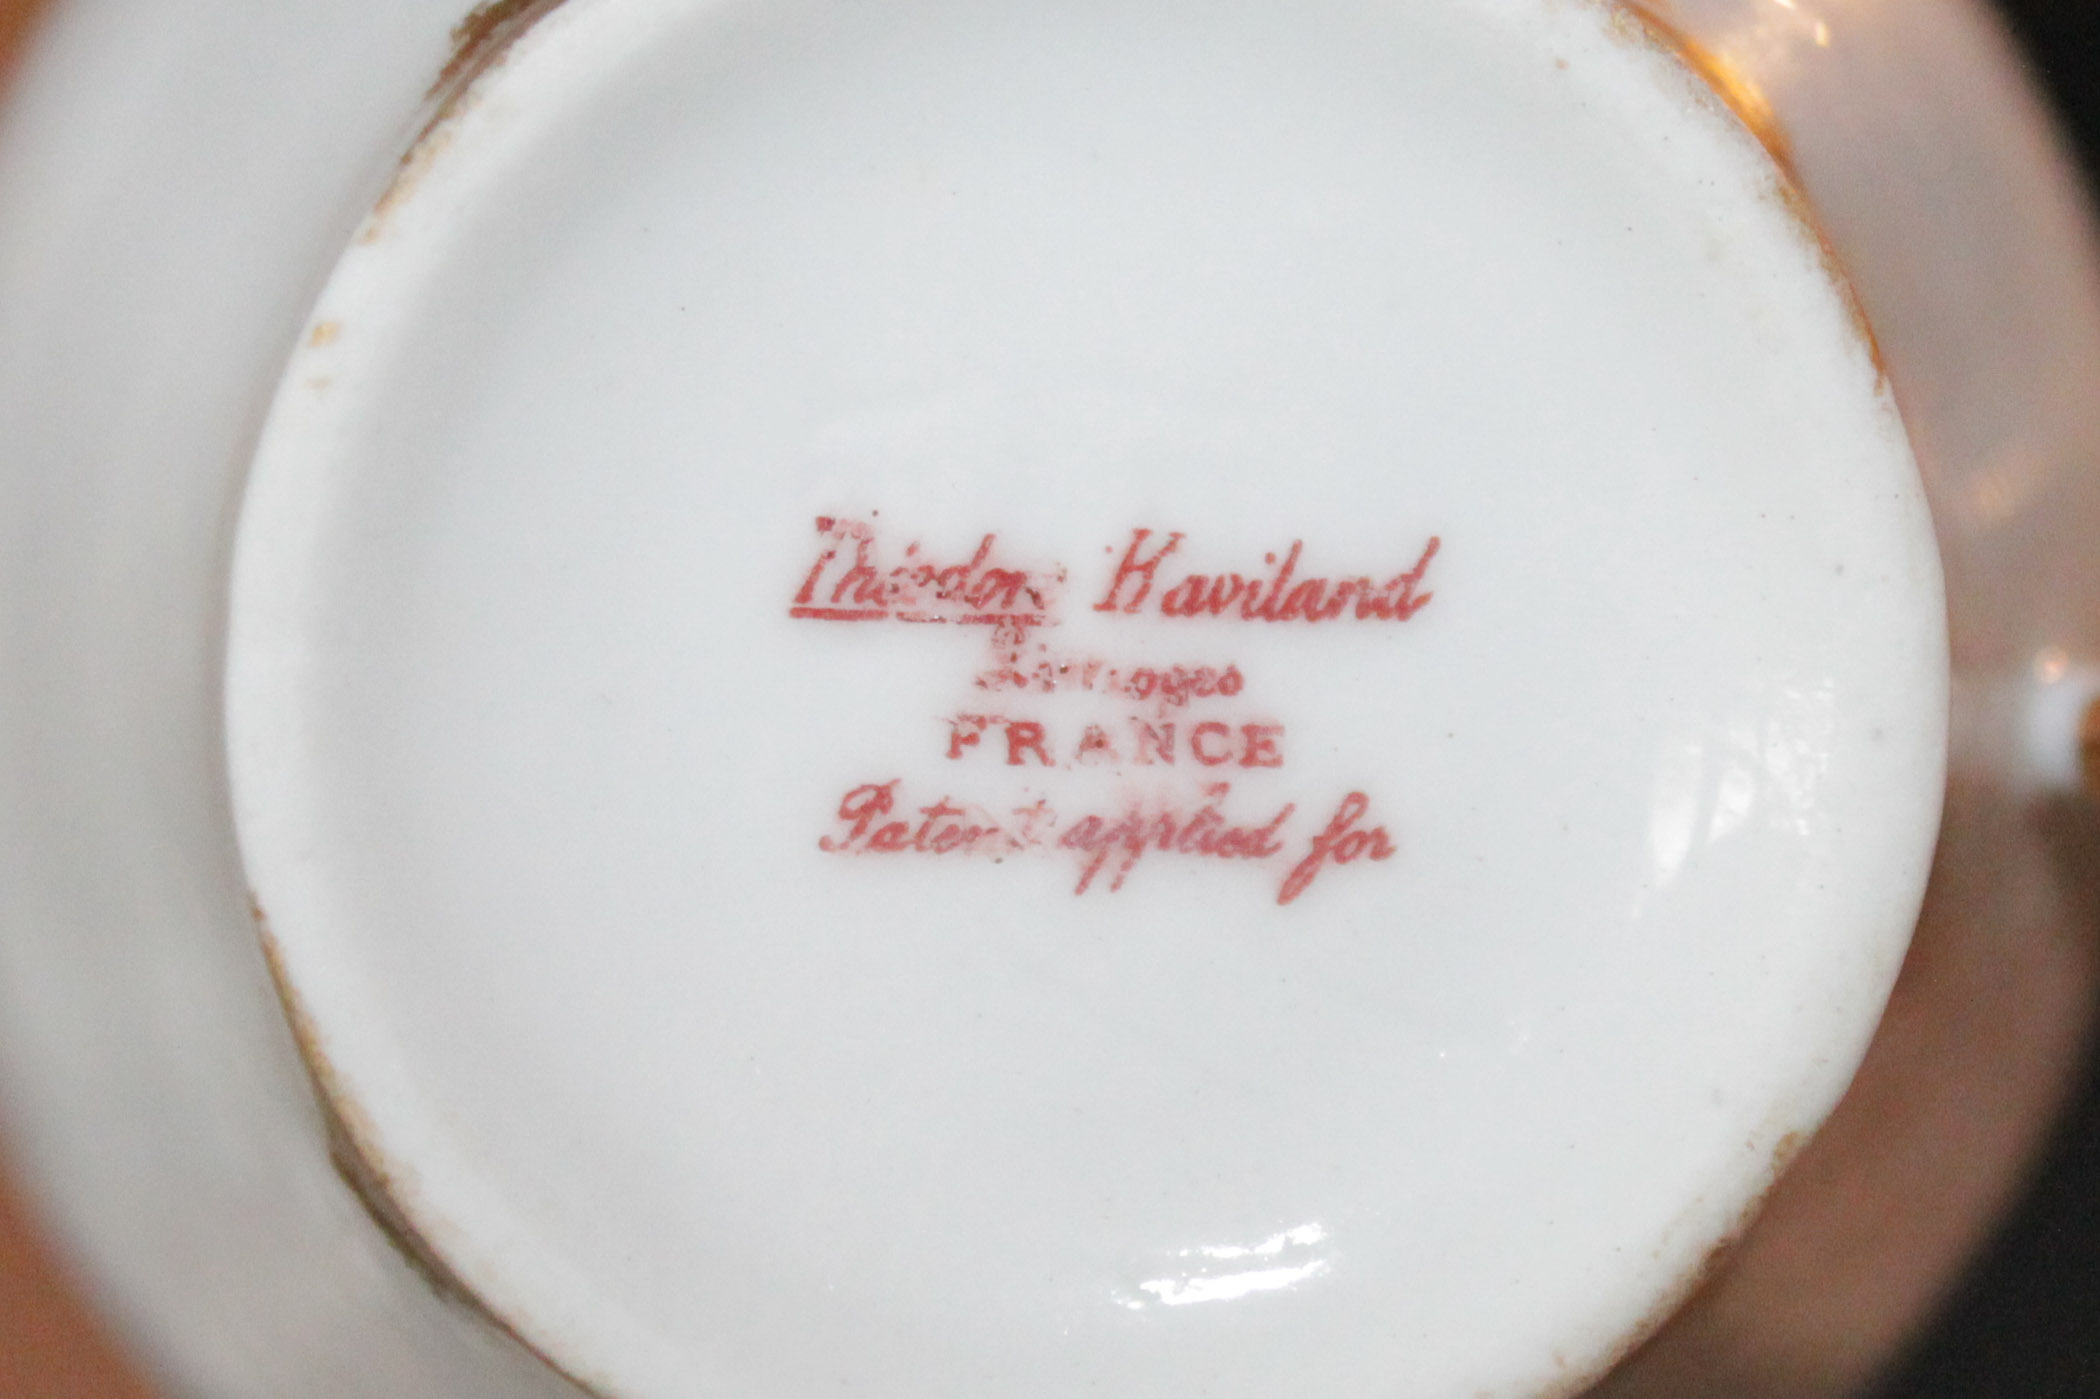 Théodore Haviland
Limoges
FRANCE
Patent applied for